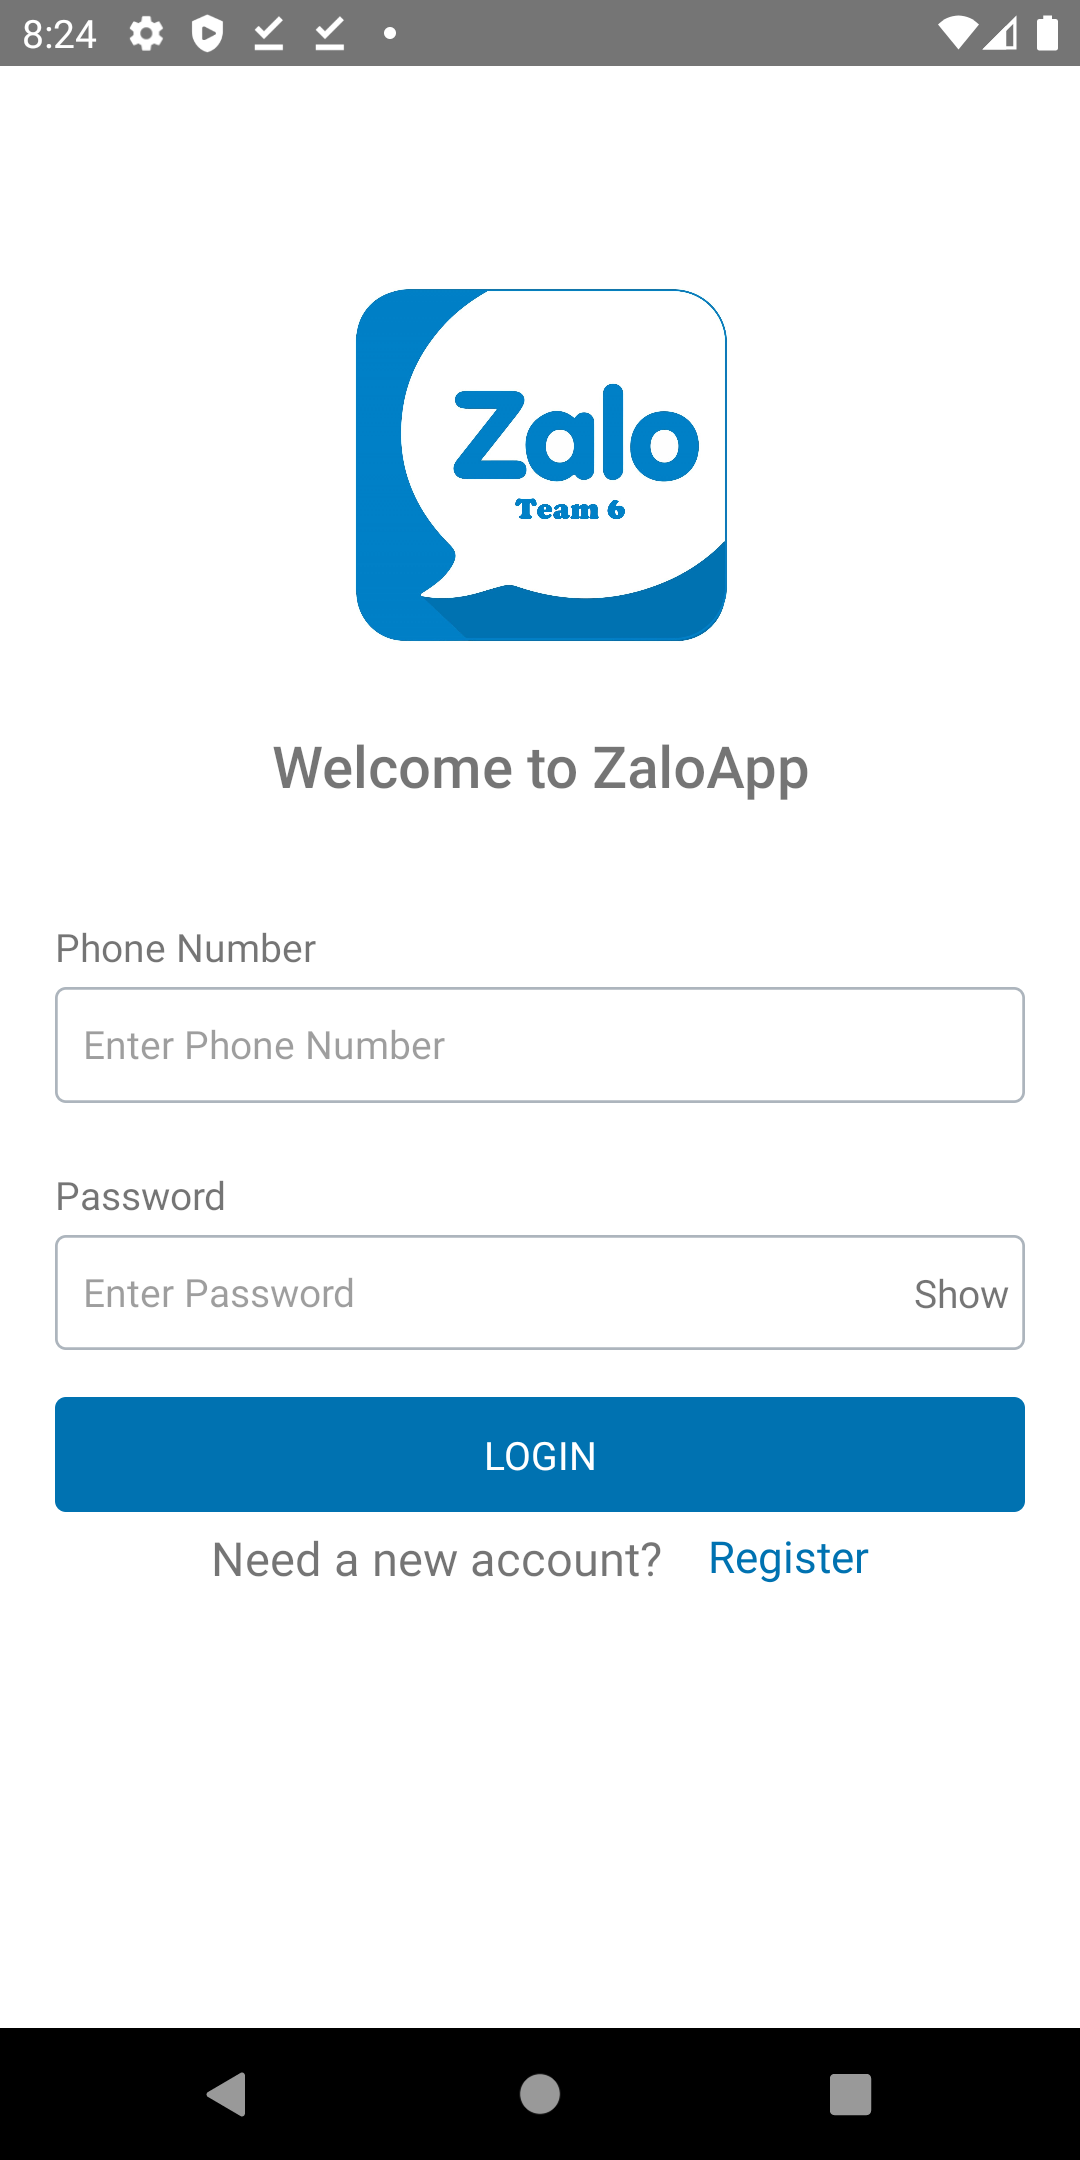 8:24
Zalo
Team 6
Welcome to ZaloApp
Phone Number
Enter Phone Number
Password
Enter Password Show
LOGIN
Need a new account? Register